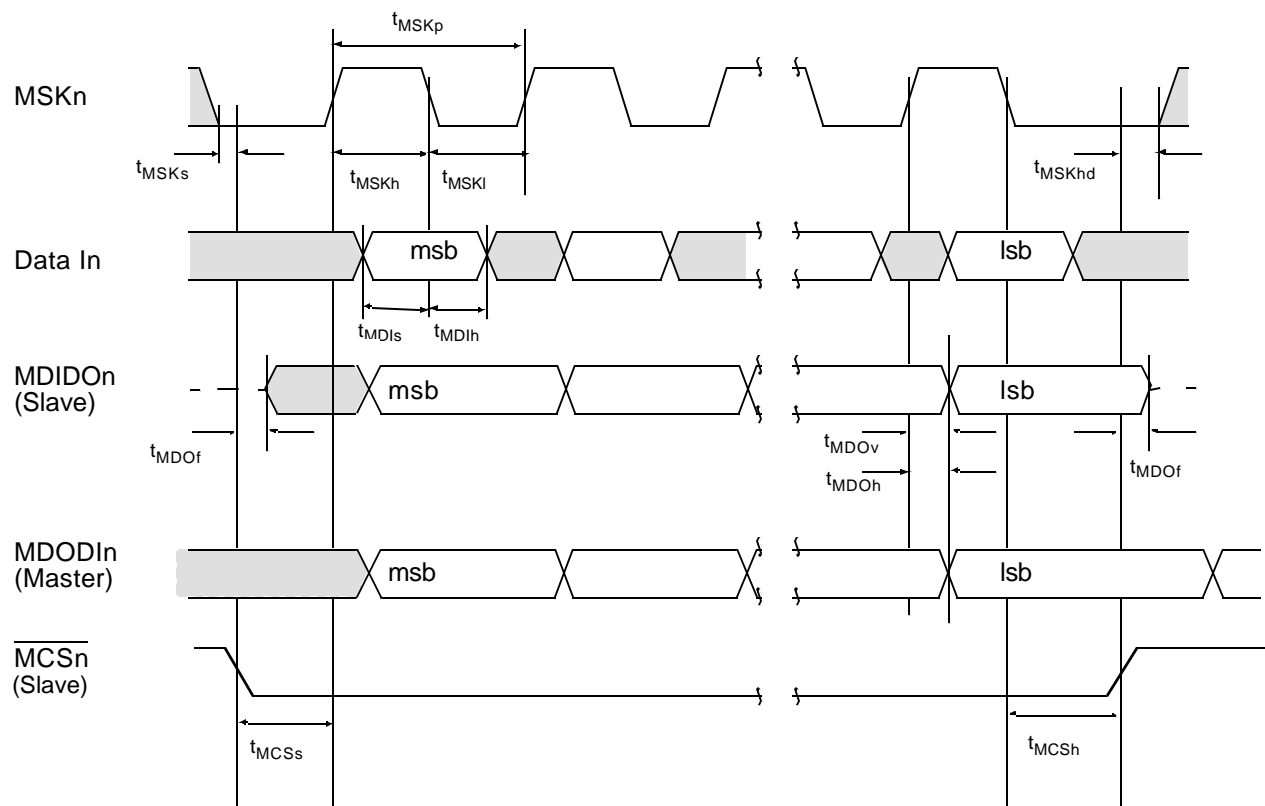 tMSKp
MSKn
tMSKs
tMSKh
tMSKl
tMSKhd
Data In
msb
lsb
tMDIs
tMDIh
MDIDOn
(Slave)
msb
lsb
tMDOf
tMDOv
tMDOf
tMDOh
MDODIn
(Master)
msb
lsb
MCSn
(Slave)
tMCSs
tMCSh